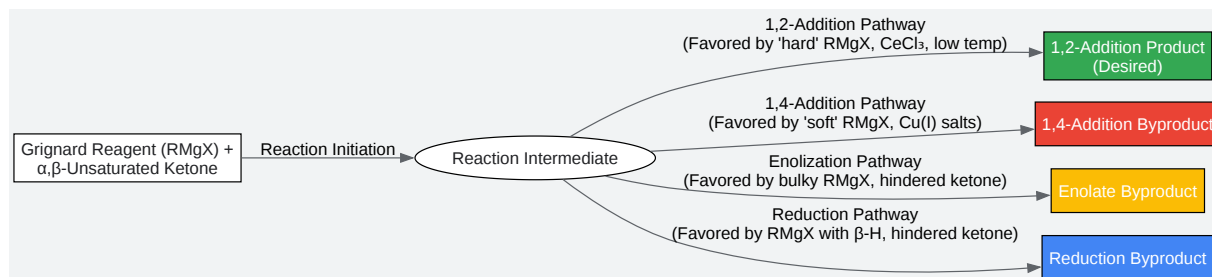 Grignard Reagent (RMgX) +
α,β-Unsaturated Ketone
Reaction Initiation
Reaction Intermediate
1,2-Addition Pathway
(Favored by 'hard' RMgX, CeCl₃, low temp)
1,2-Addition Product
(Desired)
1,4-Addition Pathway
(Favored by 'soft' RMgX, Cu(I) salts)
1,4-Addition Byproduct
Enolization Pathway
(Favored by bulky RMgX, hindered ketone)
Enolate Byproduct
Reduction Pathway
(Favored by RMgX with β-H, hindered ketone)
Reduction Byproduct